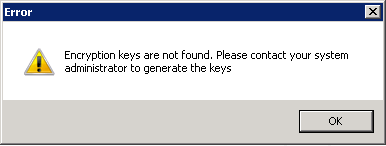 Error
Encryption keys are not found. Please contact your system
administrator to generate the keys
OK